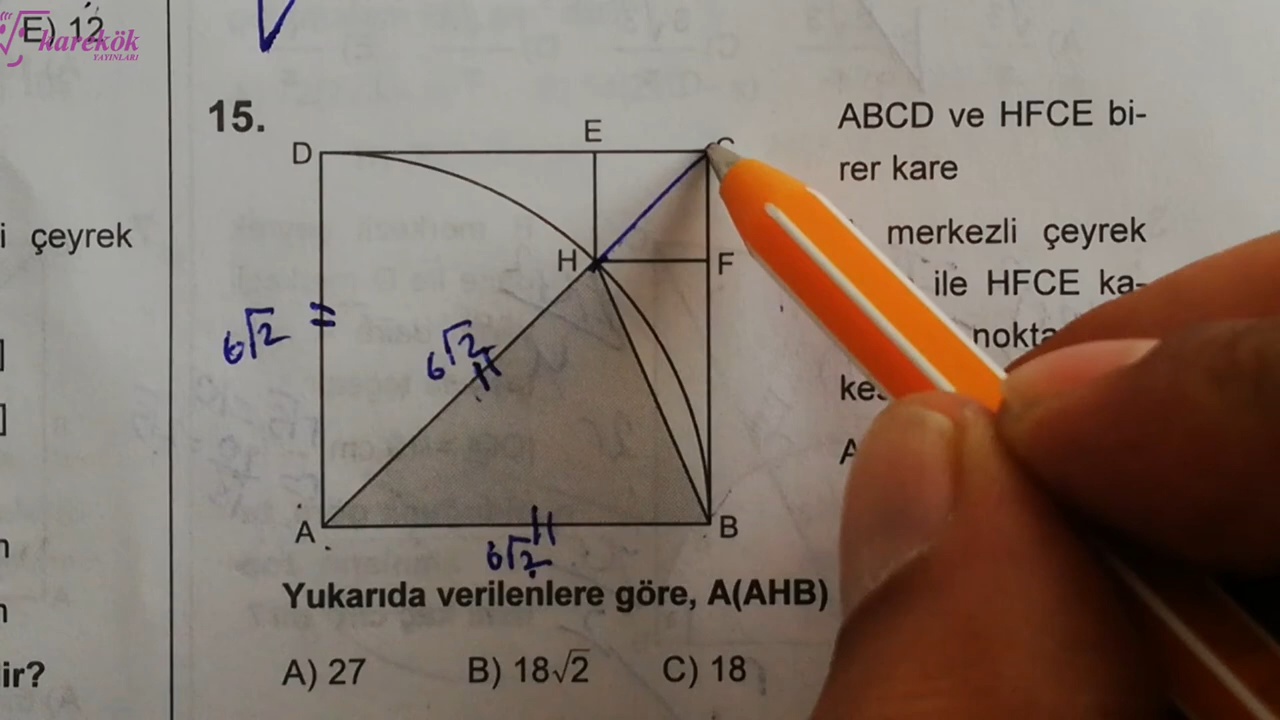 E) 12
karekök
YAYINLARI
i çeyrek
]
]
n
n
ir?
15.
D
E
C
H
F
A
B
6√2
6√2
6√2
ABCD ve HFCE bi-
rer kare
merkezli çeyrek
ile HFCE ka-
nokta
A
Yukarıda verilenlere göre, A(AHB)
A) 27 B) 18√2 C) 18